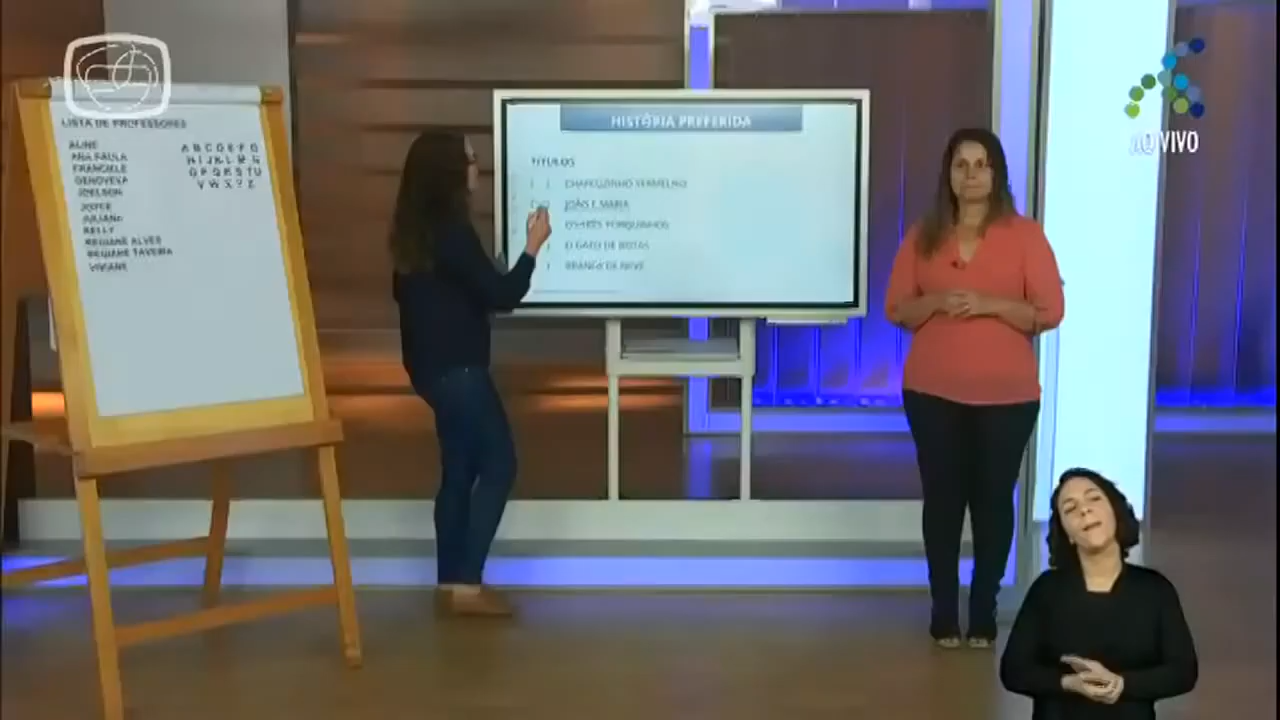 LISTA DE PROFESSORES
ALINE
ANA PAULA
FRANCIELE
GENOVEVA
JOELSON
JOYCE
JULIANA
KELLY
REGIANE ALVES
REGIANE TAVEIRA
VIVIANE
A B C D E F G
H I J K L M N
O P Q R S T U
V W X Y Z
HISTÓRIA PREFERIDA
TÍTULOS
( ) CHAPEUZINHO VERMELHO
JOÃO E MARIA
OS TRÊS PORQUINHOS
O GATO DE BOTAS
BRANCA DE NEVE
AO VIVO